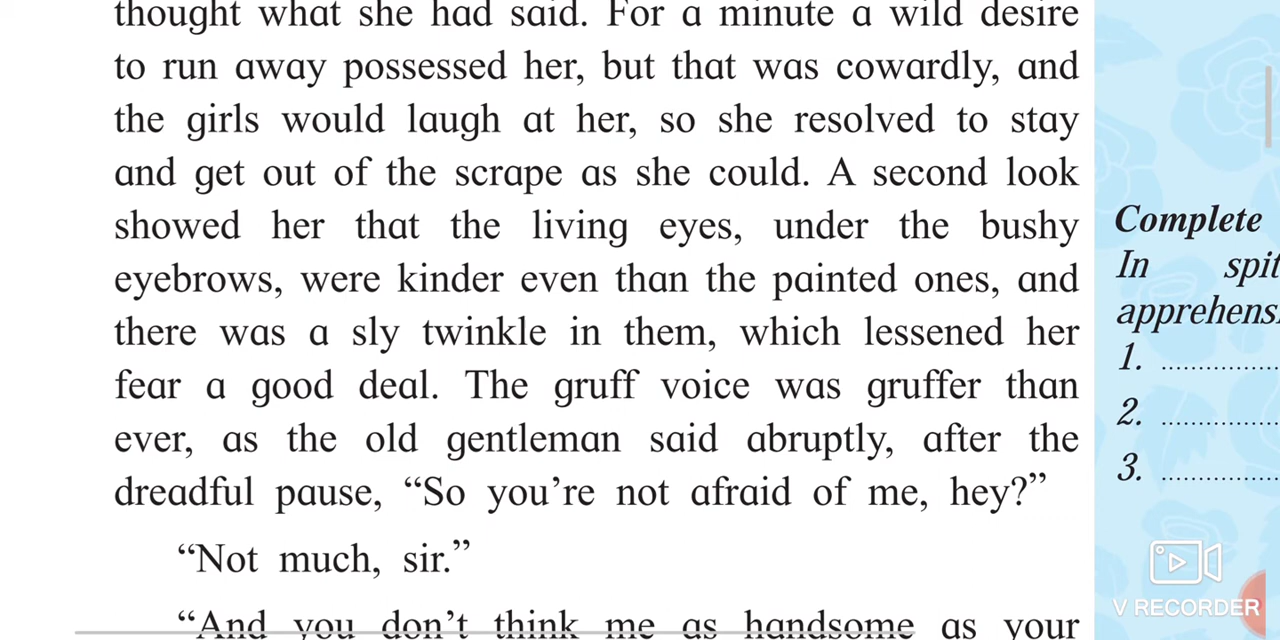 thought what she had said. For a minute a wild desire
to run away possessed her, but that was cowardly, and
the girls would laugh at her, so she resolved to stay
and get out of the scrape as she could. A second look
showed her that the living eyes, under the bushy
eyebrows, were kinder even than the painted ones, and
there was a sly twinkle in them, which lessened her
fear a good deal. The gruff voice was gruffer than
ever, as the old gentleman said abruptly, after the
dreadful pause, “So you’re not afraid of me, hey?”
“Not much, sir.”
“And you don’t think me as handsome as your
Complete
In spit
apprehens
1. ...............
2. ...............
3. ...............
V RECORDER